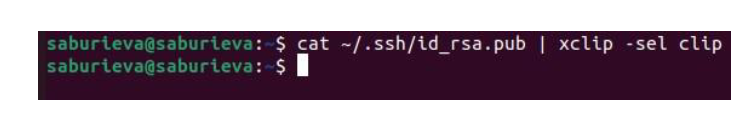 saburieva@saburieva:~$ cat ~/.ssh/id_rsa.pub | xclip -sel clip
saburieva@saburieva:~$